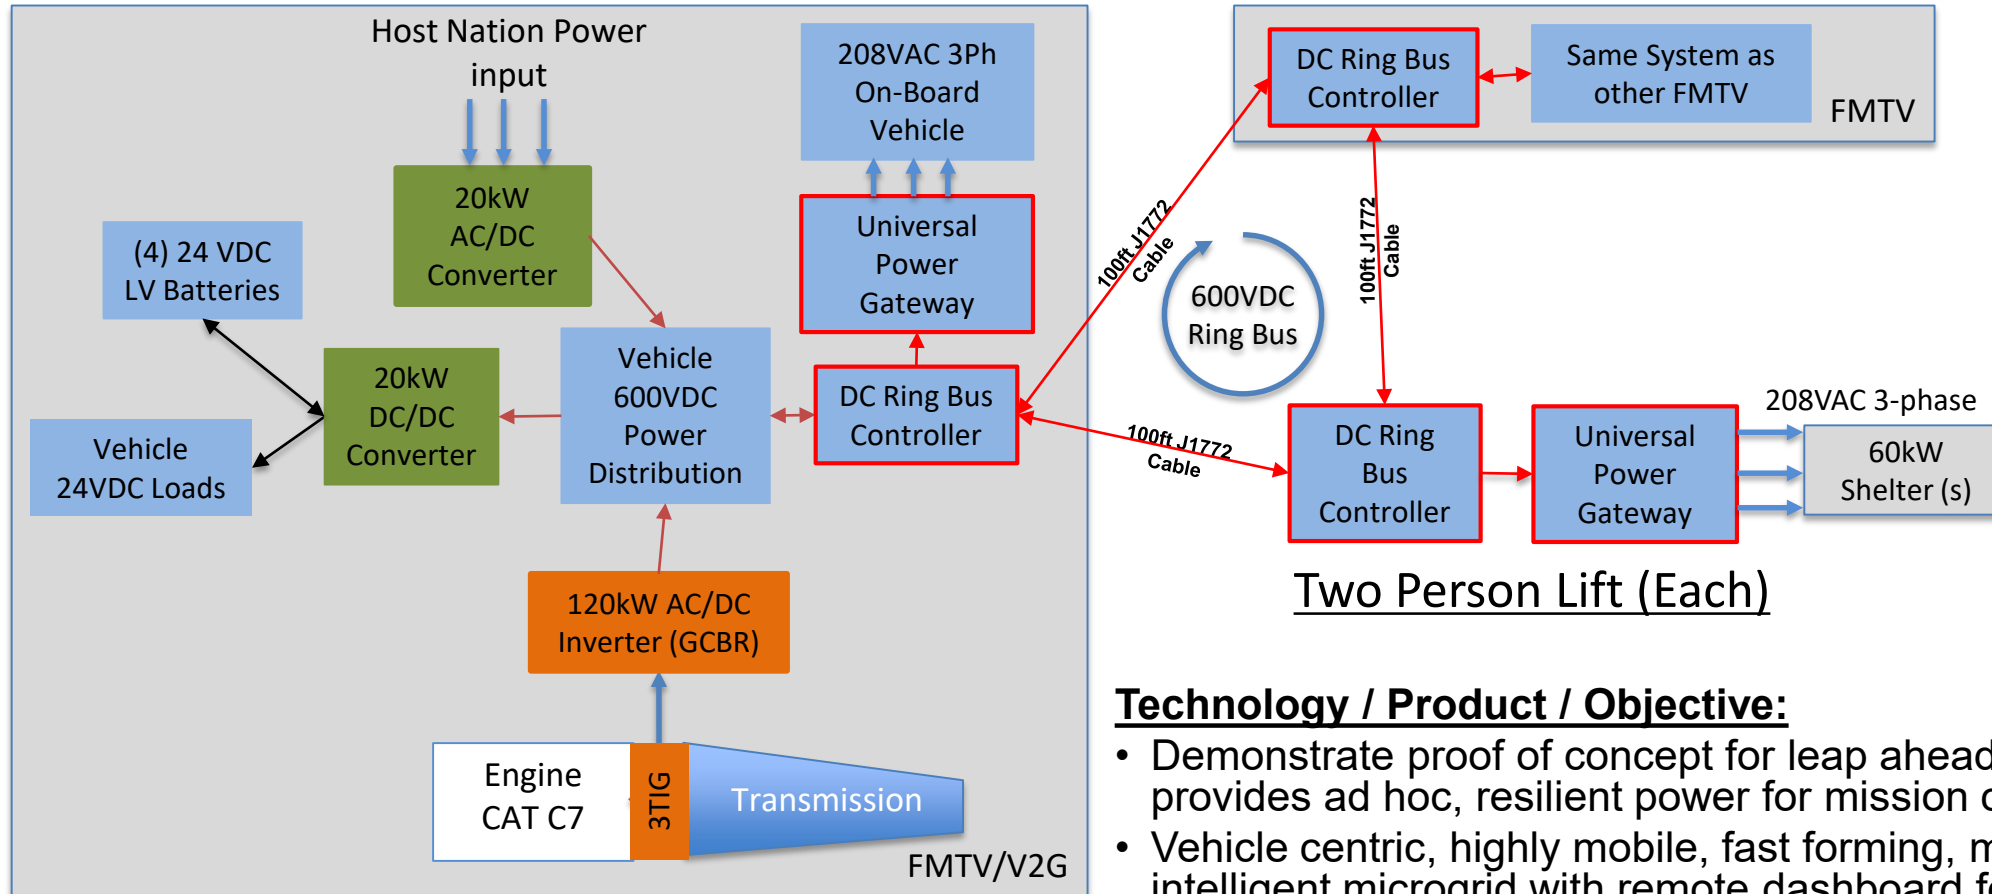 Host Nation Power
input
208VAC 3Ph
On-Board
Vehicle
20kW
AC/DC
Converter
(4) 24 VDC
LV Batteries
Universal
Power
Gateway
20kW
DC/DC
Converter
Vehicle
600VDC
Power
Distribution
DC Ring Bus
Controller
Vehicle
24VDC Loads
120kW AC/DC
Inverter (GCBR)
Engine
CAT C7
3TIG
Transmission
FMTV/V2G
DC Ring Bus
Controller
Same System as
other FMTV
FMTV
100ft J1772
Cable
100ft J1772
Cable
600VDC
Ring Bus
100ft J1772
Cable
DC Ring
Bus
Controller
Universal
Power
Gateway
208VAC 3-phase
60kW
Shelter (s)
Two Person Lift (Each)
Technology / Product / Objective:
• Demonstrate proof of concept for leap ahead
provides ad hoc, resilient power for mission
• Vehicle centric, highly mobile, fast forming,
intelligent microgrid with remote dashboard